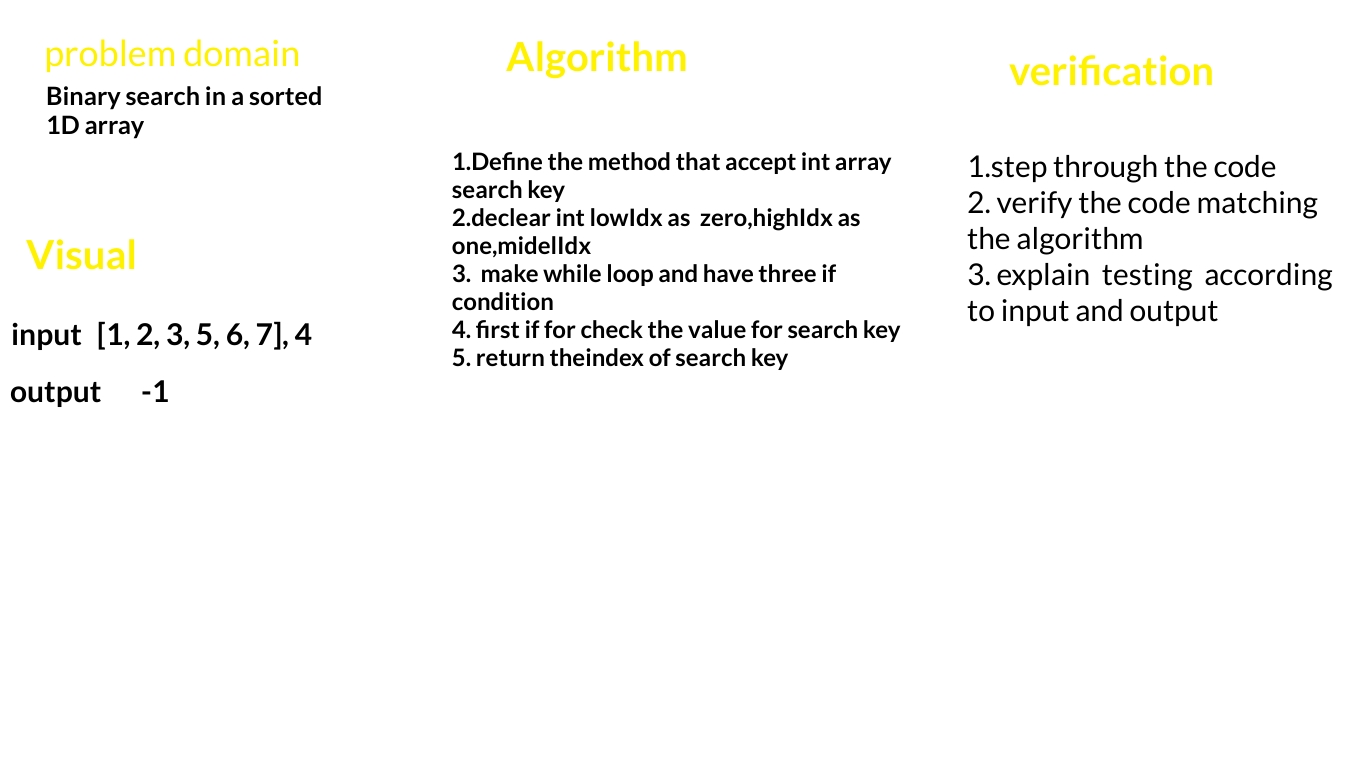 problem domain
Binary search in a sorted
1D array
Visual
input [1, 2, 3, 5, 6, 7], 4
output -1
Algorithm
1.Define the method that accept int array
search key
2.declear int lowIdx as zero,highIdx as
one,midelIdx
3. make while loop and have three if
condition
4. first if for check the value for search key
5. return theindex of search key
verification
1.step through the code
2. verify the code matching
the algorithm
3. explain testing according
to input and output